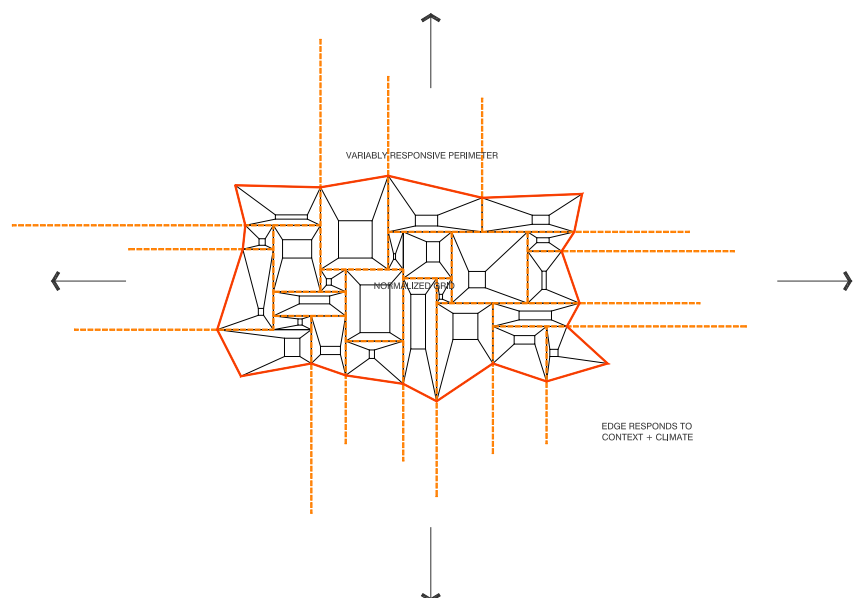 VARIABLY RESPONSIVE PERIMETER
NORMALIZED GRID
EDGE RESPONDS TO
CONTEXT + CLIMATE